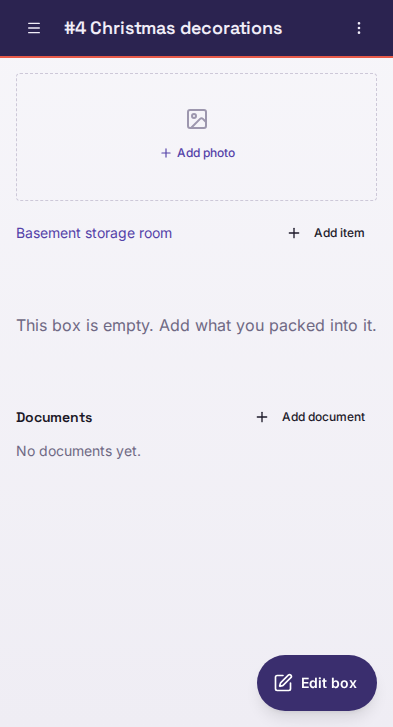 #4 Christmas decorations
Add photo
Basement storage room
Add item
This box is empty. Add what you packed into it.
Documents
Add document
No documents yet.
Edit box